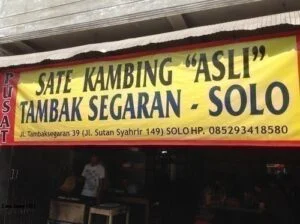 PUSAT
SATE KAMBING "ASLI"
TAMBAK SEGARAN - SOLO
Jl. Tambaksegaran 39 (Jl. Sutan Syahrir 149) SOLO HP. 085293418580